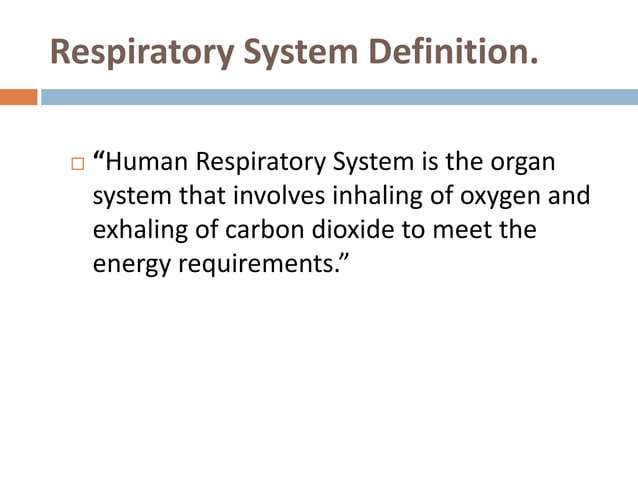 Respiratory System Definition.
“Human Respiratory System is the organ
system that involves inhaling of oxygen and
exhaling of carbon dioxide to meet the
energy requirements.”